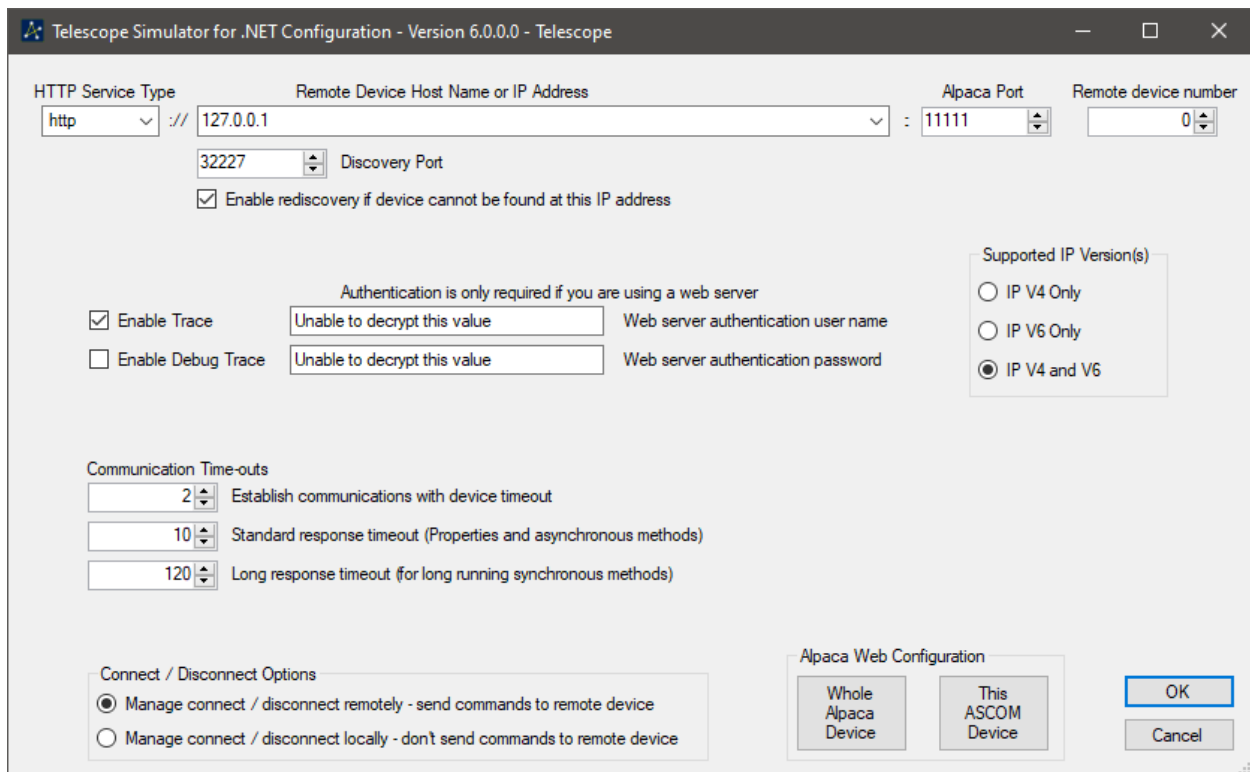 Telescope Simulator for .NET Configuration - Version 6.0.0.0 - Telescope
HTTP Service Type Remote Device Host Name or IP Address Alpaca Port Remote device number
http :// 127.0.0.1 : 11111 0
32227 Discovery Port
Enable rediscovery if device cannot be found at this IP address
Supported IP Version(s)
IP V4 Only
IP V6 Only
IP V4 and V6
Authentication is only required if you are using a web server
Enable Trace Unable to decrypt this value Web server authentication user name
Enable Debug Trace Unable to decrypt this value Web server authentication password
Communication Time-outs
2 Establish communications with device timeout
10 Standard response timeout (Properties and asynchronous methods)
120 Long response timeout (for long running synchronous methods)
Connect / Disconnect Options
Manage connect / disconnect remotely - send commands to remote device
Manage connect / disconnect locally - don't send commands to remote device
Alpaca Web Configuration
Whole
Alpaca
Device
This
ASCOM
Device
OK
Cancel